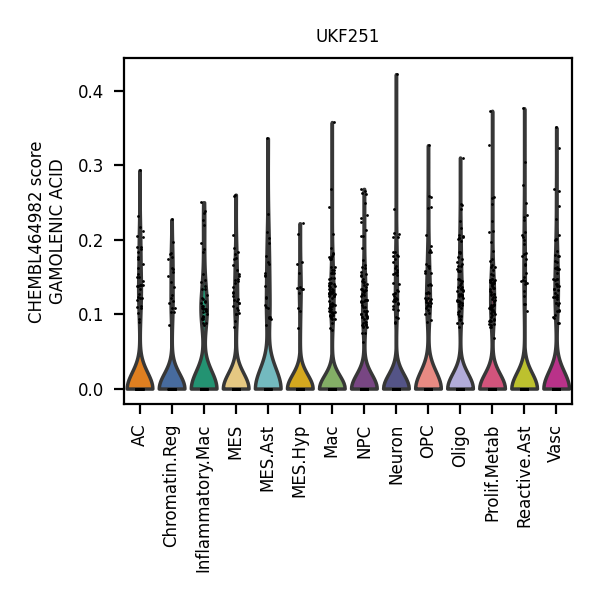 UKF251
CHEMBL464982 score
GAMOLENIC ACID
0.4
0.3
0.2
0.1
0.0
AC
Chromatin.Reg
Inflammatory.Mac
MES
MES.Ast
MES.Hyp
Mac
NPC
Neuron
OPC
Oligo
Prolif.Metab
Reactive.Ast
Vasc